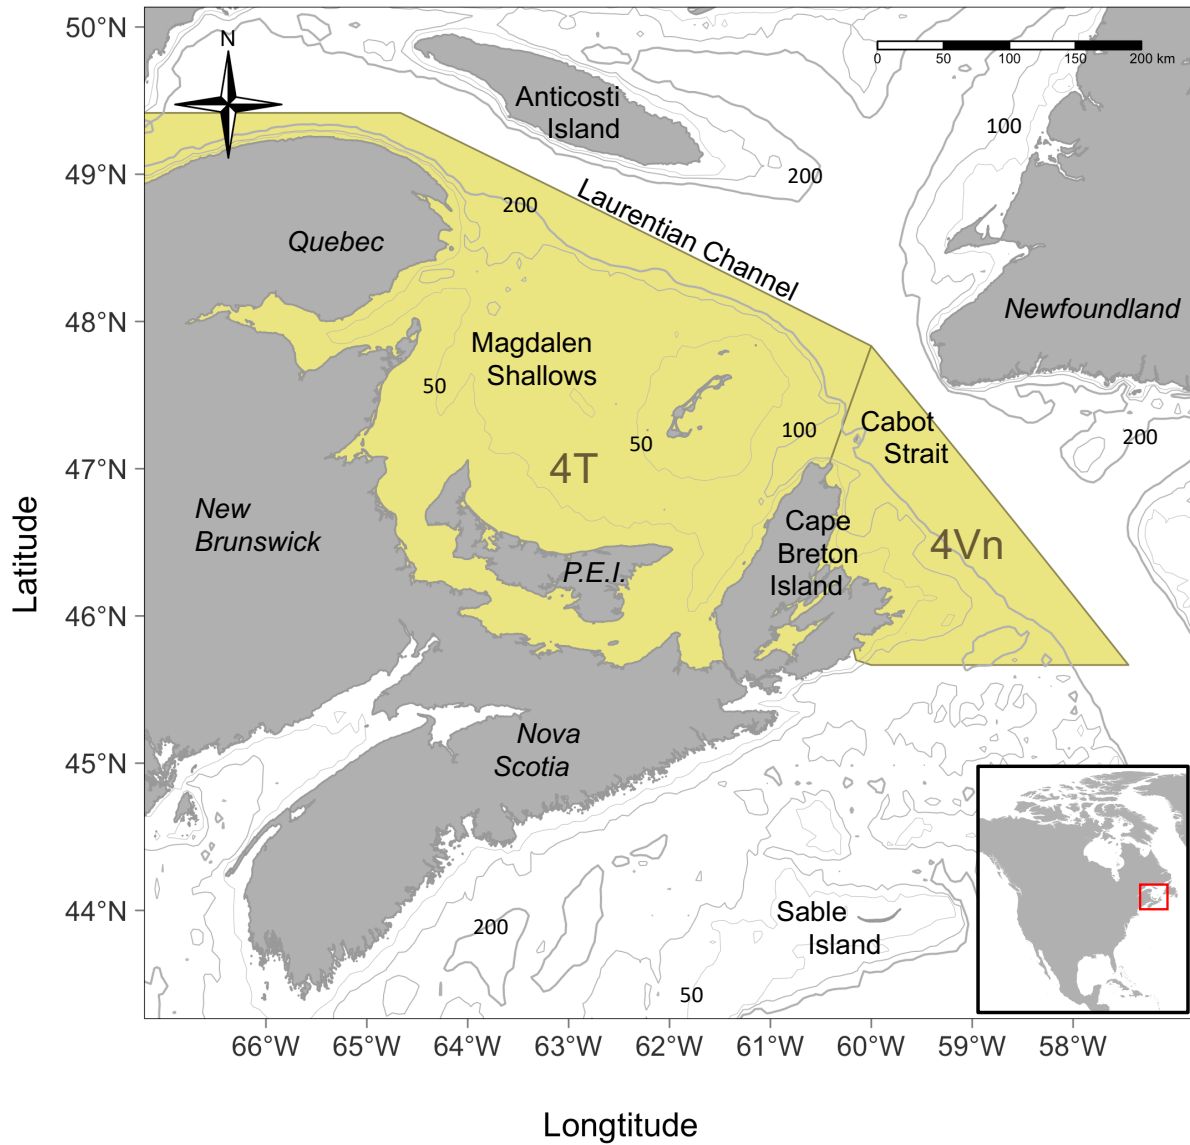 50°N
N
0 50 100 150 200 km
Anticosti
Island
100
49°N
200
200
Laurentian Channel
Quebec
48°N
Newfoundland
Magdalen
Shallows
50
Cabot
Strait
100
50
200
47°N
4T
New
Brunswick
Cape
Breton
Island
4Vn
P.E.I.
46°N
Latitude
Nova
Scotia
45°N
44°N
Sable
Island
200
50
66°W 65°W 64°W 63°W 62°W 61°W 60°W 59°W 58°W
Longtitude